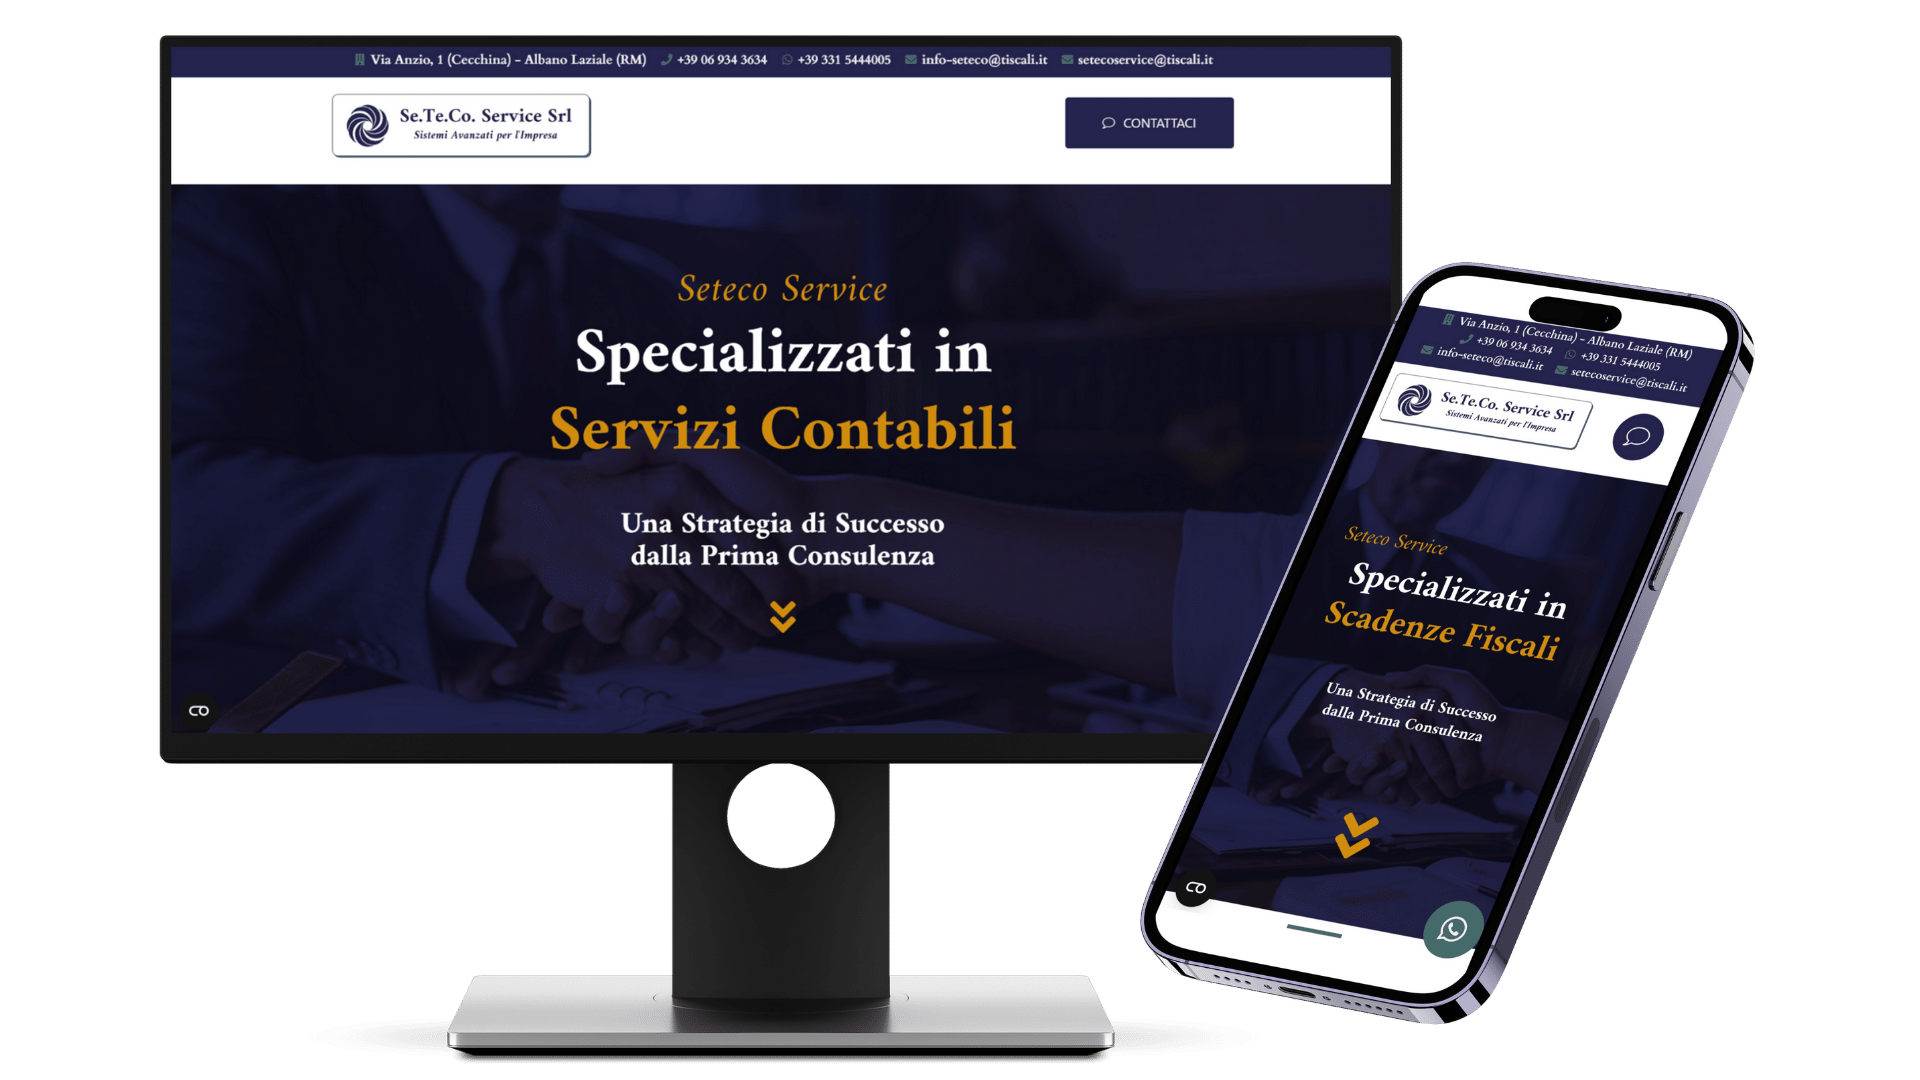 Via Anzio, 1 (Cecchina) - Albano Laziale (RM) +39 06 934 3634 +39 331 5444005 info-seteco@tiscali.it setecoservice@tiscali.it
Se.Te.Co. Service Srl
Sistemi Avanzati per l'Impresa
CONTATTACI
Seteco Service
Specializzati in
Servizi Contabili
Una Strategia di Successo
dalla Prima Consulenza
Via Anzio, 1 (Cecchina) - Albano Laziale (RM)
+39 06 934 3634 +39 331 5444005
info-seteco@tiscali.it setecoservice@tiscali.it
Se.Te.Co. Service Srl
Sistemi Avanzati per l'Impresa
Seteco Service
Specializzati in
Scadenze Fiscali
Una Strategia di Successo
dalla Prima Consulenza